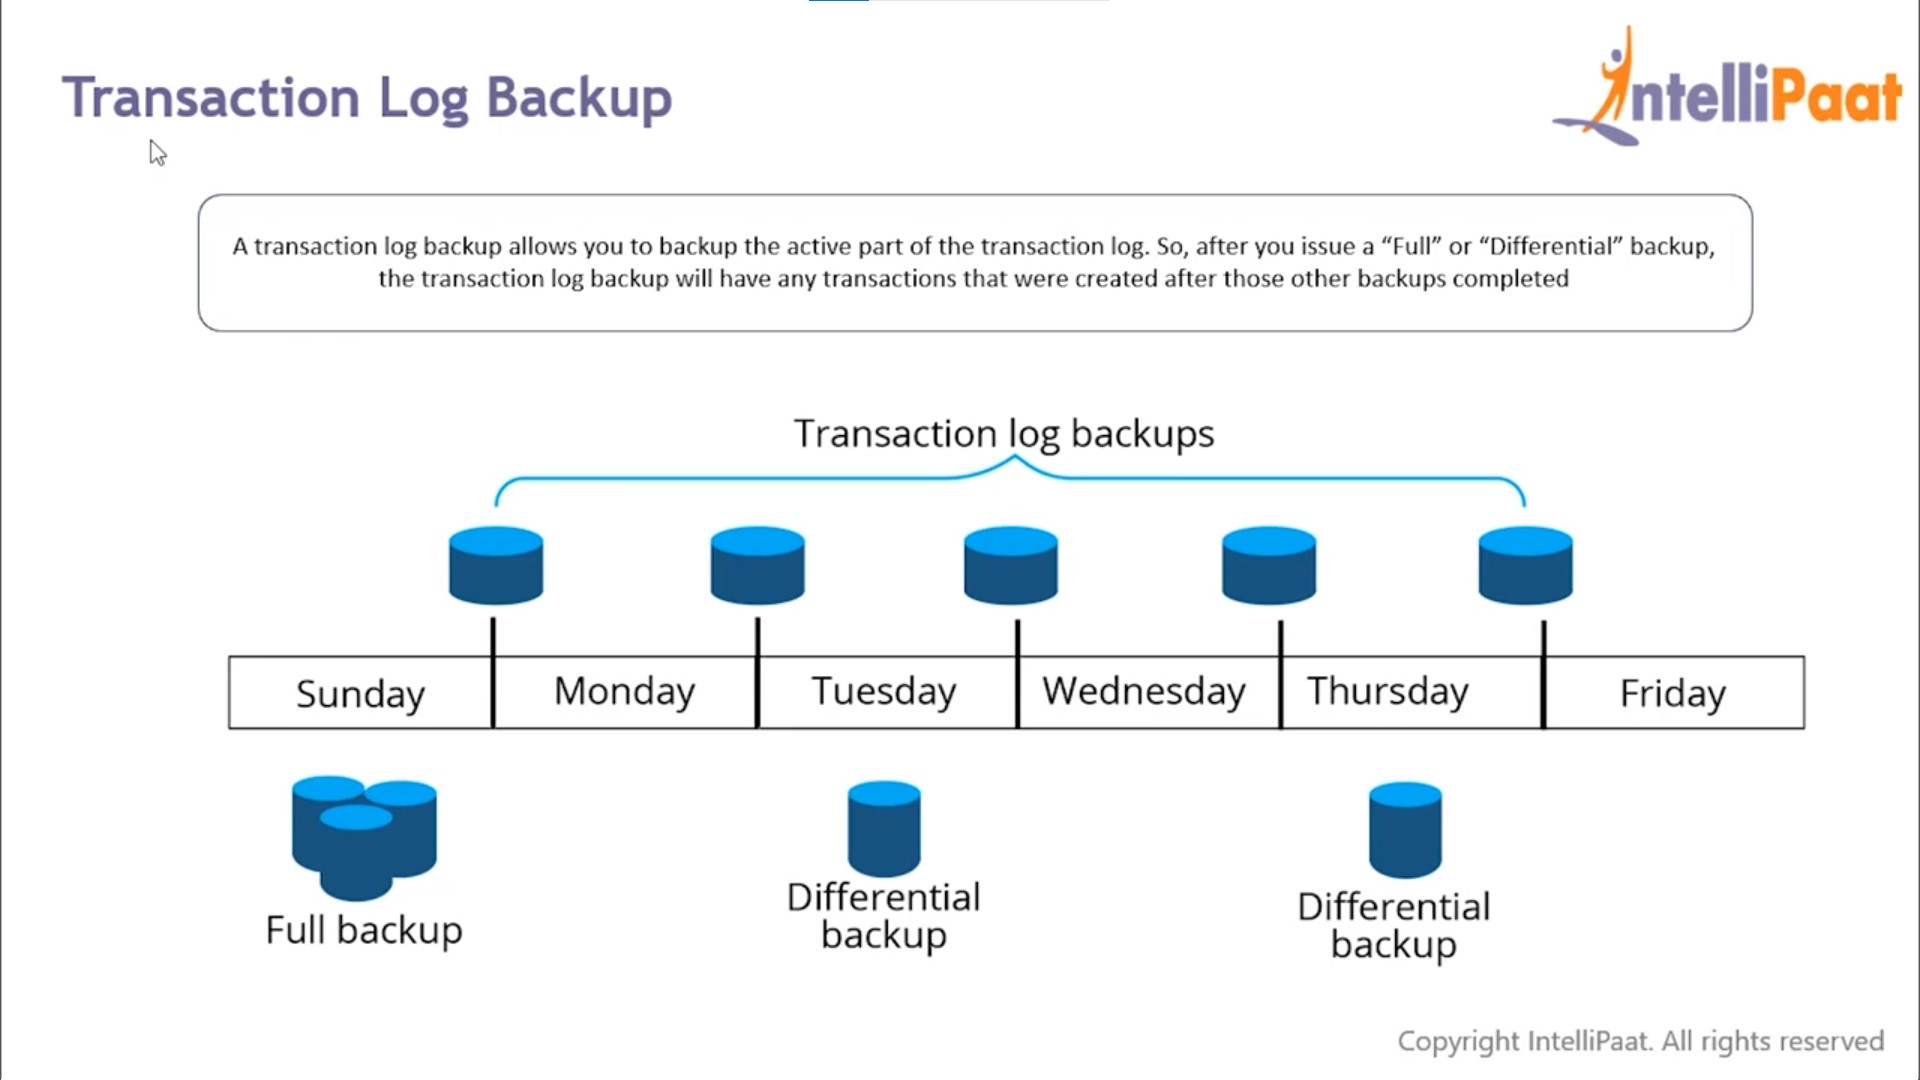 Transaction Log Backup
IntelliPaat
A transaction log backup allows you to backup the active part of the transaction log. So, after you issue a “Full” or “Differential” backup,
the transaction log backup will have any transactions that were created after those other backups completed
Transaction log backups
Sunday Monday Tuesday Wednesday Thursday Friday
Full backup
Differential
backup
Differential
backup
Copyright IntelliPaat. All rights reserved